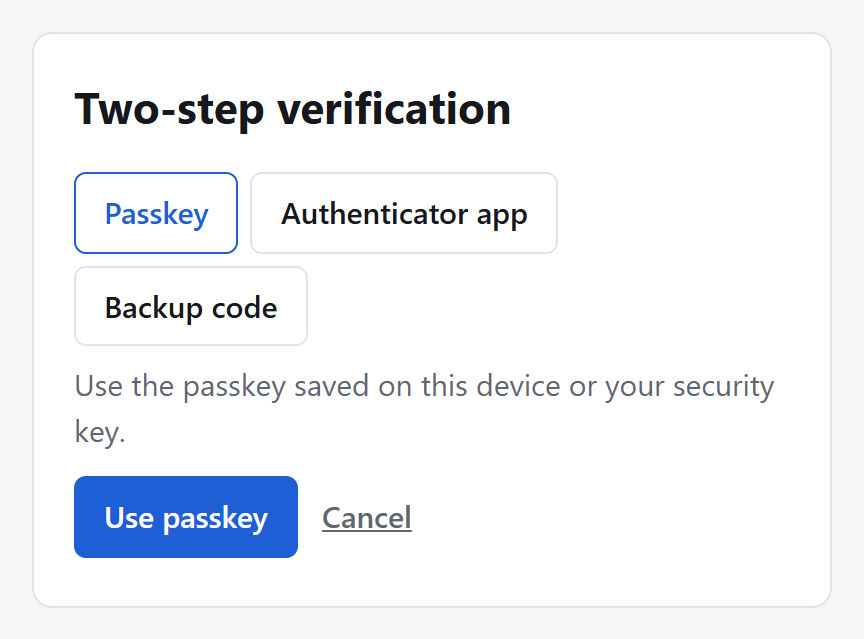 Two-step verification
Passkey Authenticator app
Backup code
Use the passkey saved on this device or your security
key.
Use passkey Cancel